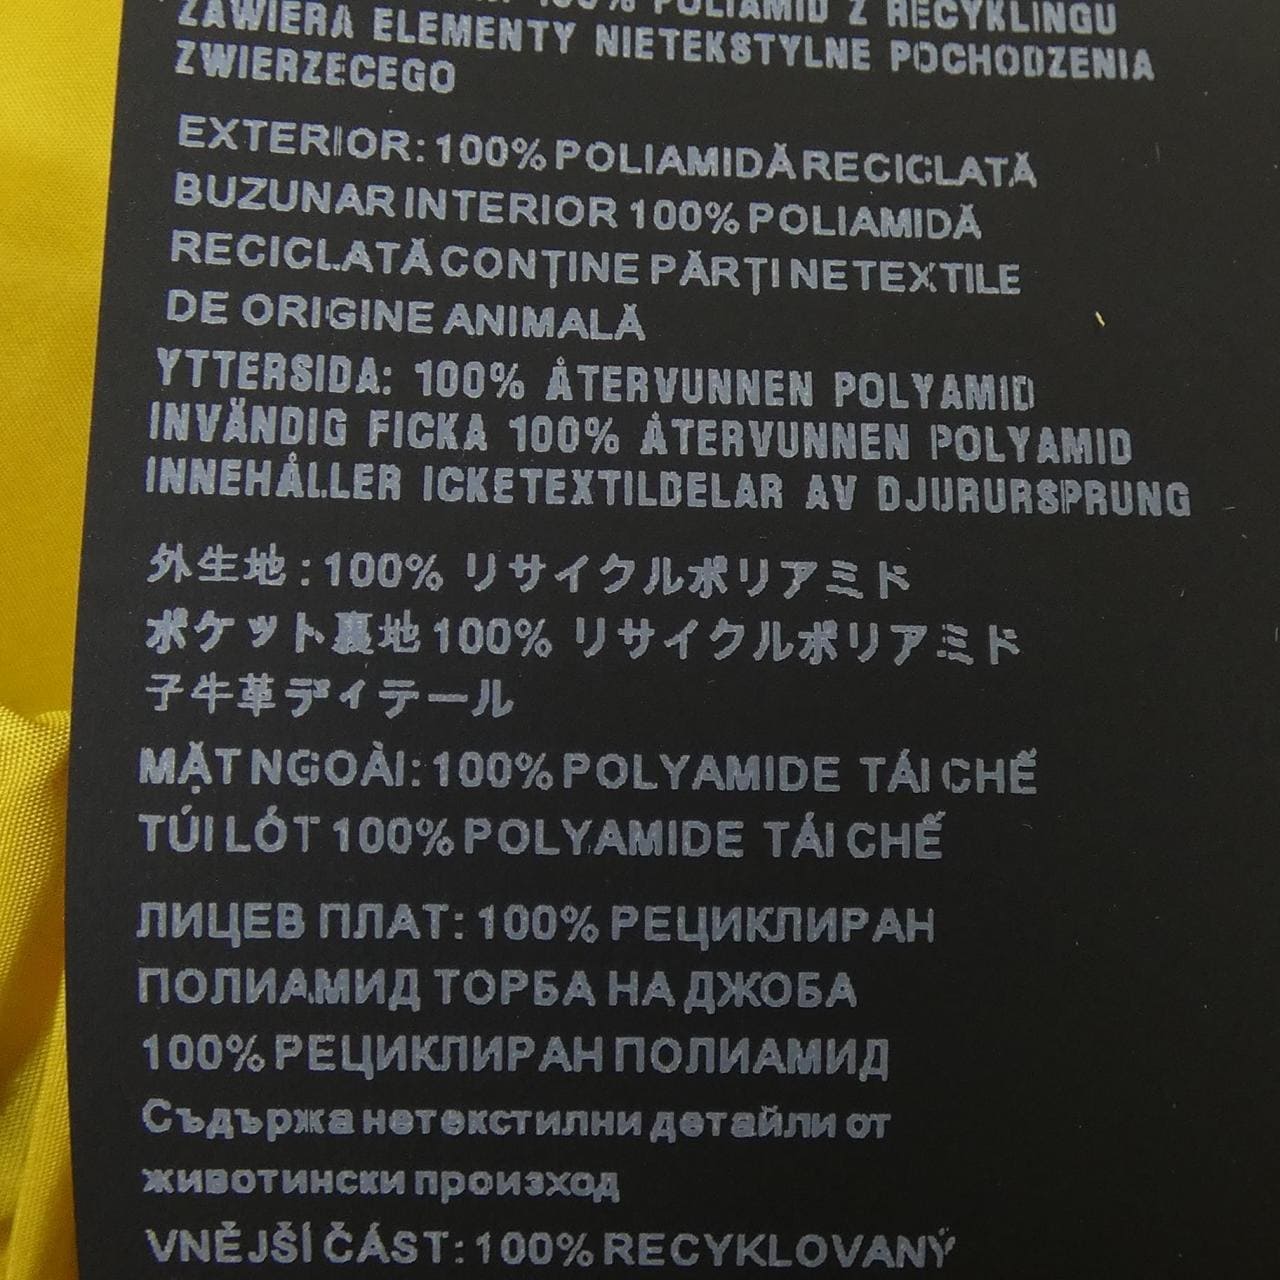 100% POLIAMID Z RECYKLINGU
ZAWIERA ELEMENTY NIETEKSTYLNE POCHODZENIA
ZWIERZECEGO
EXTERIOR: 100% POLIAMIDĂ RECICLATĂ
BUZUNAR INTERIOR 100% POLIAMIDĂ
RECICLATĂ CONŢINE PĂRŢI NETEXTILE
DE ORIGINE ANIMALĂ
YTTERSIDA: 100% ÅTERVUNNEN POLYAMID
INVÄNDIG FICKA 100% ÅTERVUNNEN POLYAMID
INNEHÅLLER ICKETEXTILDELAR AV DJURURSPRUNG
外生地 : 100% リサイクルポリアミド
ポケット裏地 100% リサイクルポリアミド
子牛革ディテール
MẶT NGOÀI: 100% POLYAMIDE TÁI CHẾ
TÚI LÓT 100% POLYAMIDE TÁI CHẾ
ЛИЦЕВ ПЛАТ: 100% РЕЦИКЛИРАН
ПОЛИАМИД ТОРБА НА ДЖОБА
100% РЕЦИКЛИРАН ПОЛИАМИД
Съдържа нетекстилни детайли от
животински произход
VNĚJŠÍ ČÁST: 100% RECYKLOVANÝ